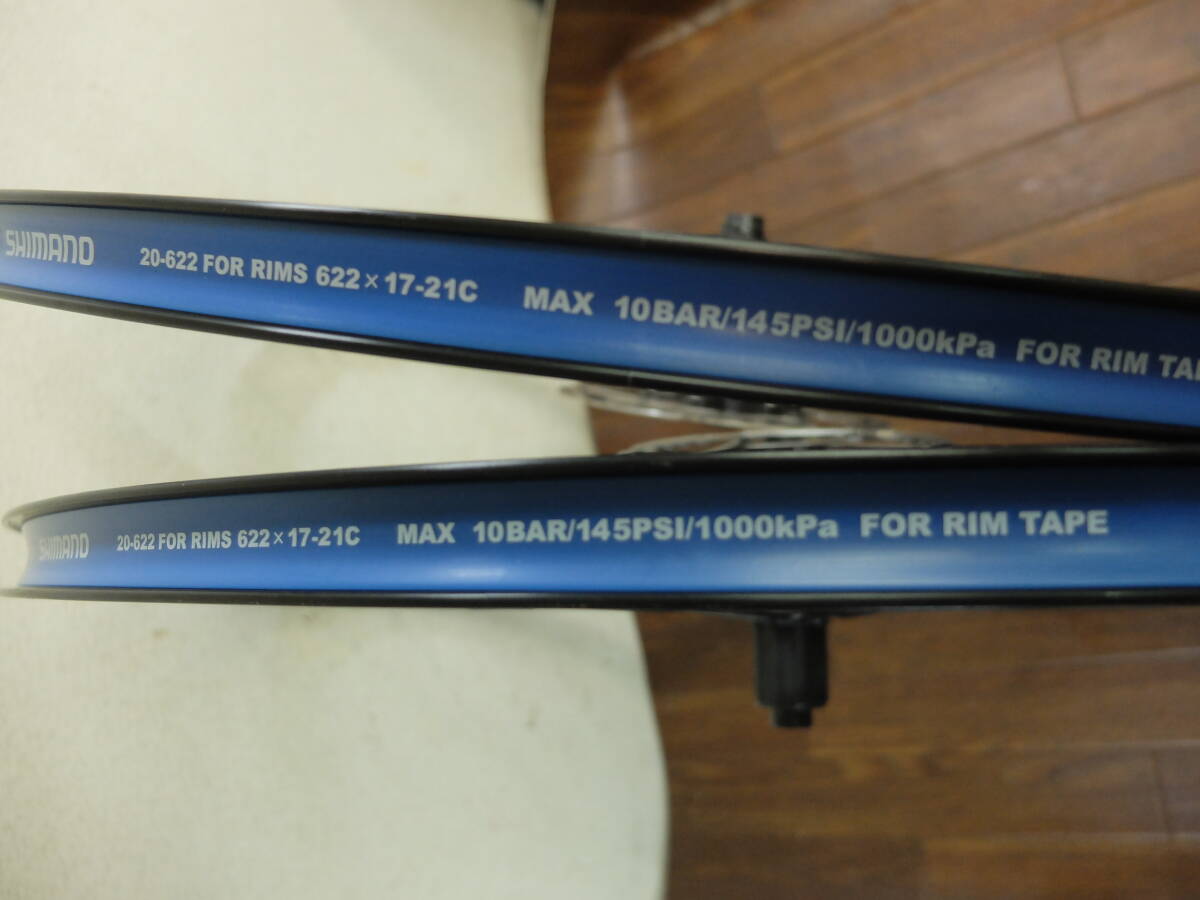 SHIMANO 20-622 FOR RIMS 622×17-21C MAX 10BAR/145PSI/1000kPa FOR RIM
SHIMANO 20-622 FOR RIMS 622×17-21C MAX 10BAR/145PSI/1000kPa FOR RIM TAPE